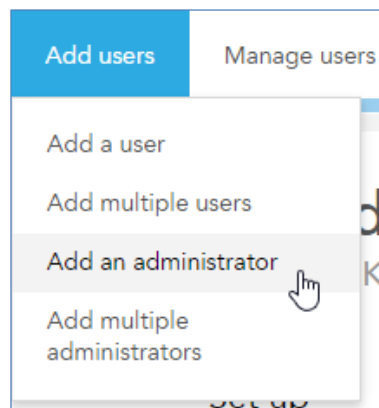 Add users
Manage users
Add a user
Add multiple users
Add an administrator
Add multiple
administrators